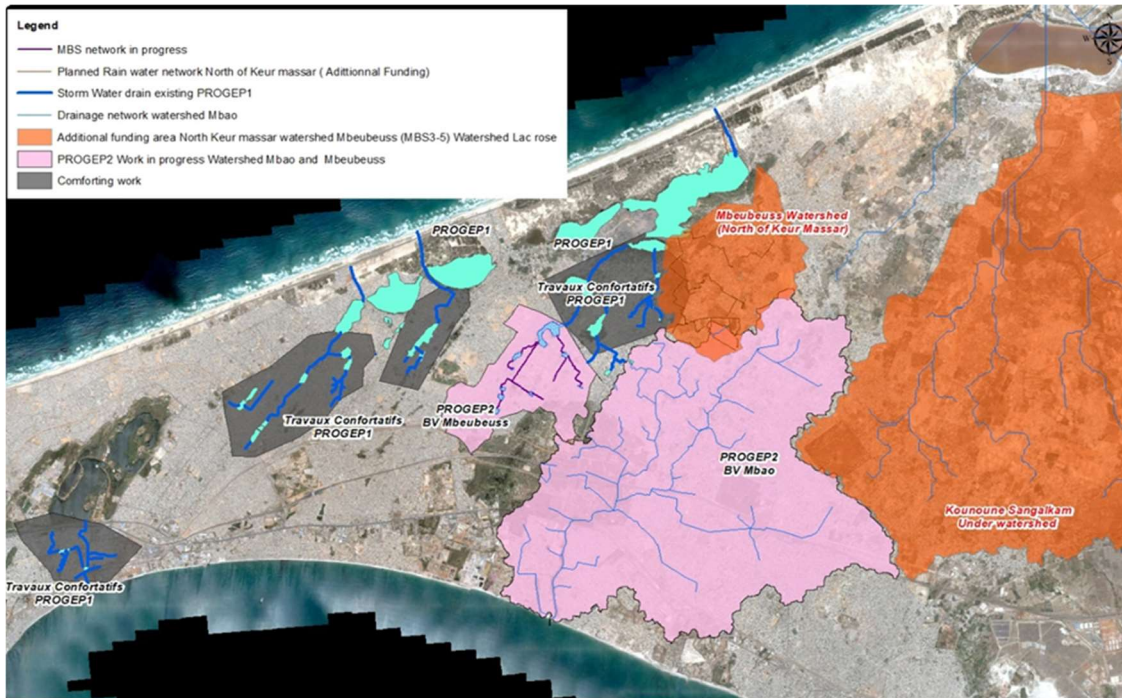 Legend
MBS network in progress
Planned Rain water network North of Keur massar ( Adittionnal Funding)
Storm Water drain existing PROGEP1
Drainage network watershed Mbao
Additional funding area North Keur massar watershed Mbeubeuss (MBS3-5) Watershed Lac rose
PROGEP2 Work in progress Watershed Mbao and Mbeubeuss
Comforting work
Mbeubeuss Watershed
(North of Keur Massar)
PROGEP1
PROGEP1
Travaux Confortatifs
PROGEP1
PROGEP2
BV Mbeubeuss
Travaux Confortatifs
PROGEP1
PROGEP2
BV Mbao
Kounoune Sangalkam
Under watershed
Travaux Confortatifs
PROGEP1